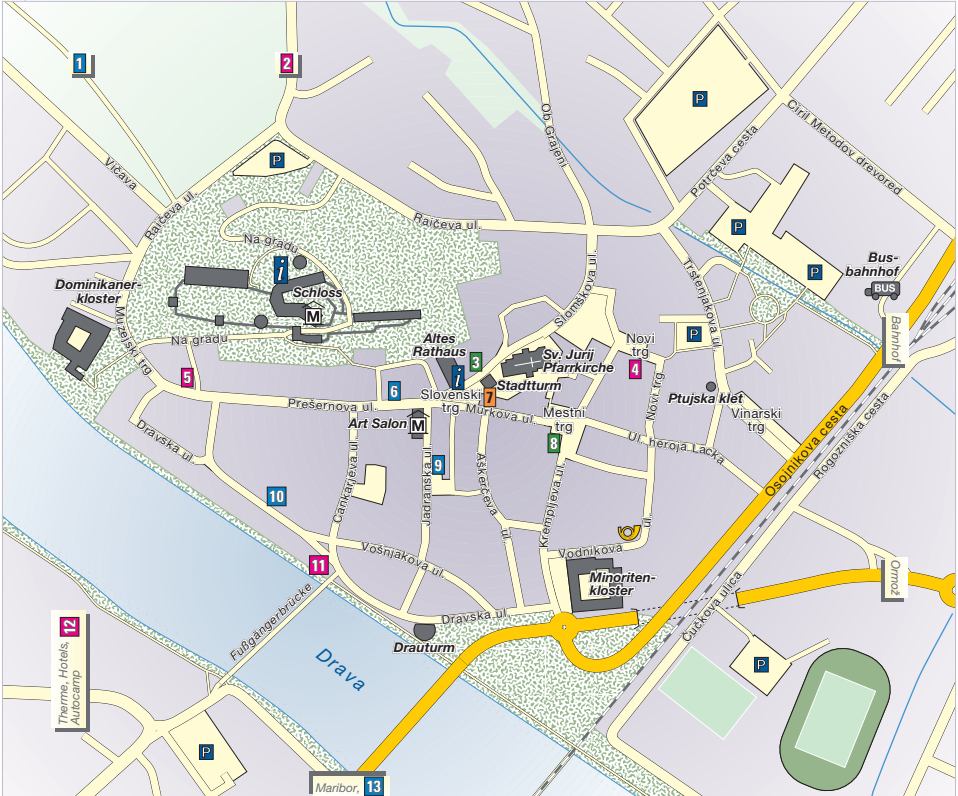 1
2
P
Ob Grajeni
Ciril Metodov drevored
Potrčeva cesta
Vičava
P
Raičeva ul.
Raičeva ul.
P
Na gradu
i
Schloss
M
Dominikaner-
kloster
Muzejski trg
Na gradu
Trstenjakova ul.
P
Bus-
bahnhof
BUS
Bahnhof
Slomškova ul.
P
Altes
Rathaus
3
i
Sv. Jurij
Pfarrkirche
Stadtturm
7
Novi
trg
4
5
6
Slovenski
trg
Prešernova ul.
Murkova ul.
Mestni
trg
8
Novi trg
Ptujska klet
Vinarski
trg
Ul. heroja Lacka
Art Salon
M
Dravska ul.
Cankarjeva ul.
Jadranska ul.
9
Aškerčeva ul.
Krempljeva ul.
Osojnikova cesta
Rogozniška cesta
10
Vošnjakova ul.
Vodnikova ul.
11
Minoriten-
kloster
Ormož
Fußgängerbrücke
Dravska ul.
Drauturm
Čučkova ulica
12
Therme, Hotels,
Autocamp
Drava
P
P
Maribor, 13